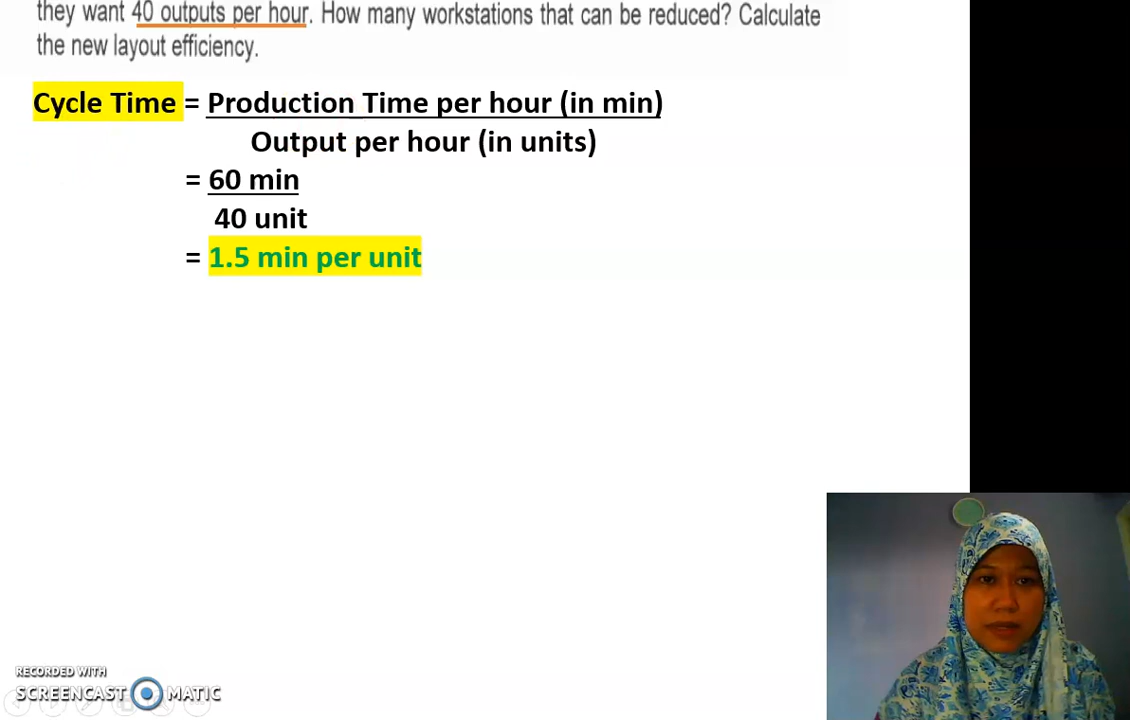 they want 40 outputs per hour. How many workstations that can be reduced? Calculate
the new layout efficiency.
Cycle Time = Production Time per hour (in min)
Output per hour (in units)
= 60 min
40 unit
= 1.5 min per unit
RECORDED WITH
SCREENCAST MATIC